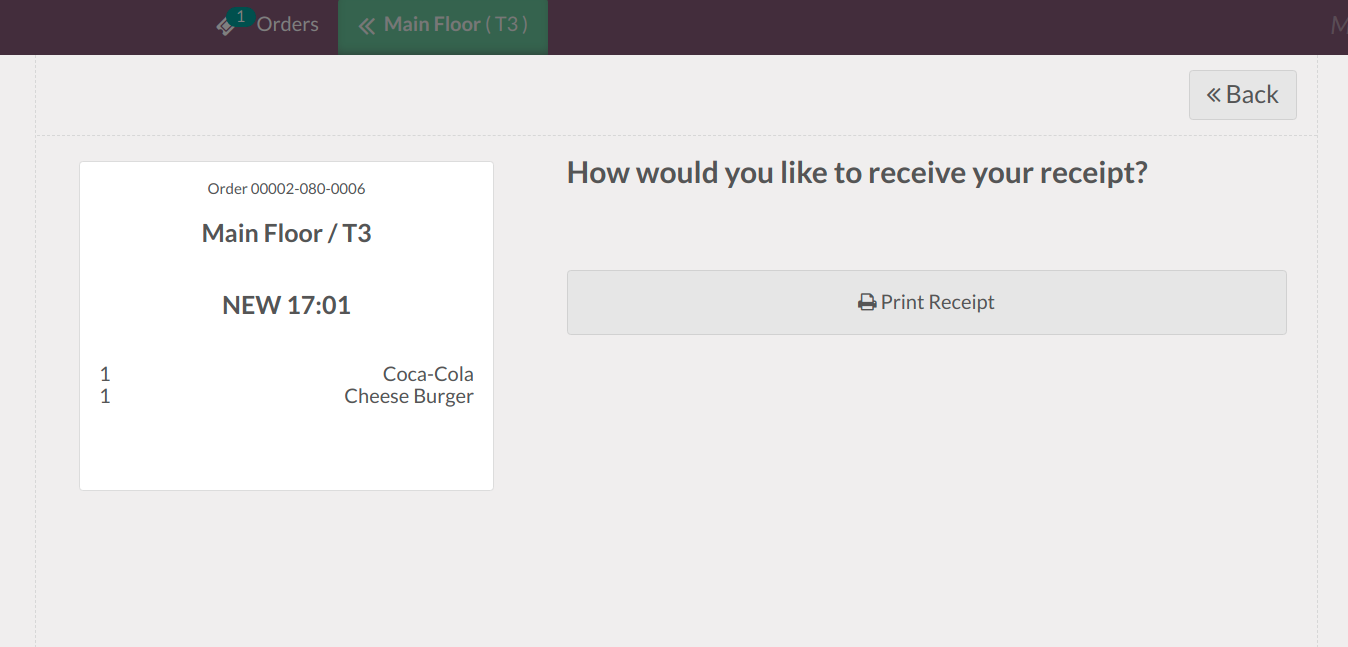 1 Orders
Main Floor ( T3 )
Back
Order 00002-080-0006
Main Floor / T3
NEW 17:01
1 Coca-Cola
1 Cheese Burger
How would you like to receive your receipt?
Print Receipt